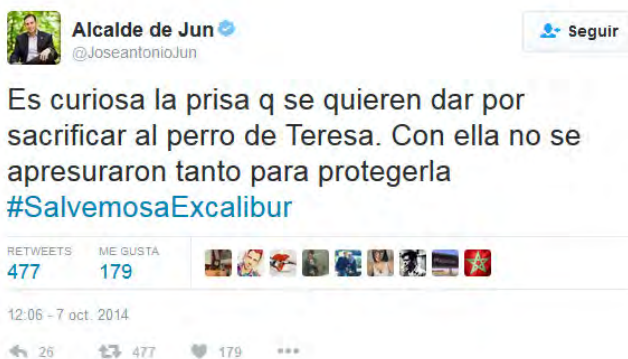 Alcalde de Jun
@JoseantonioJun
Seguir
Es curiosa la prisa q se quieren dar por
sacrificar al perro de Teresa. Con ella no se
apresuraron tanto para protegerla
#SalvemosaExcalibur
RETWEETS ME GUSTA
477 179
12:06 - 7 oct. 2014
26 477 179